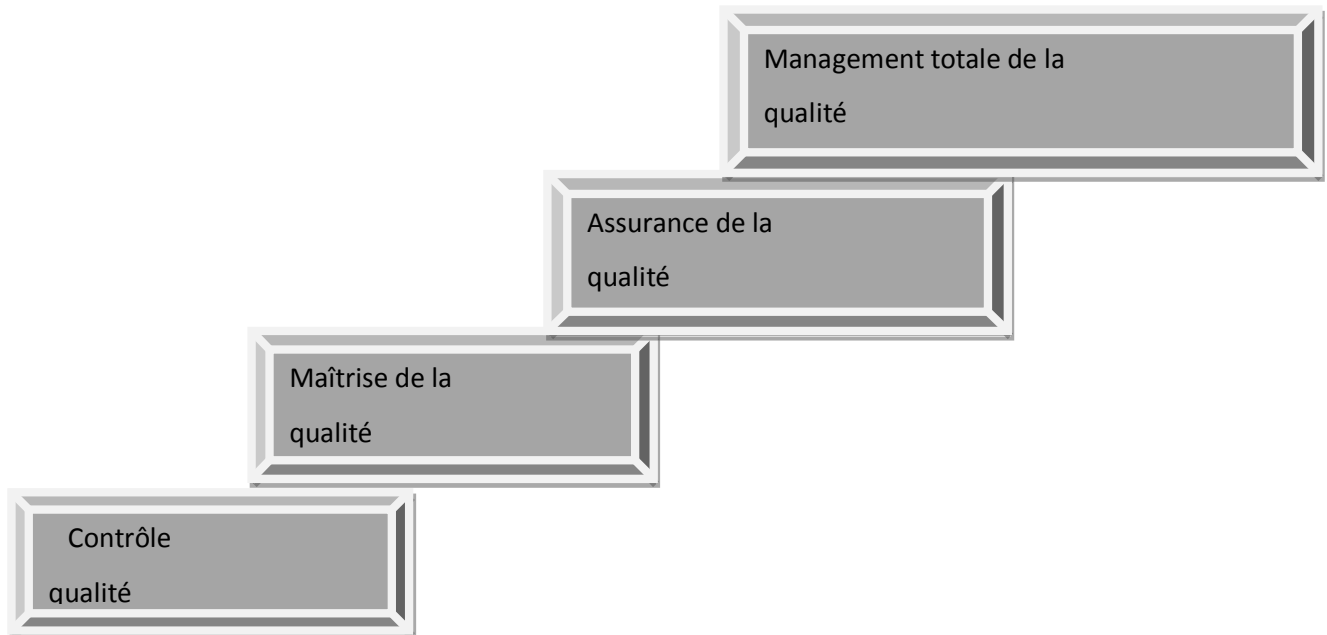 Management totale de la
qualité
Assurance de la
qualité
Maîtrise de la
qualité
Contrôle
qualité